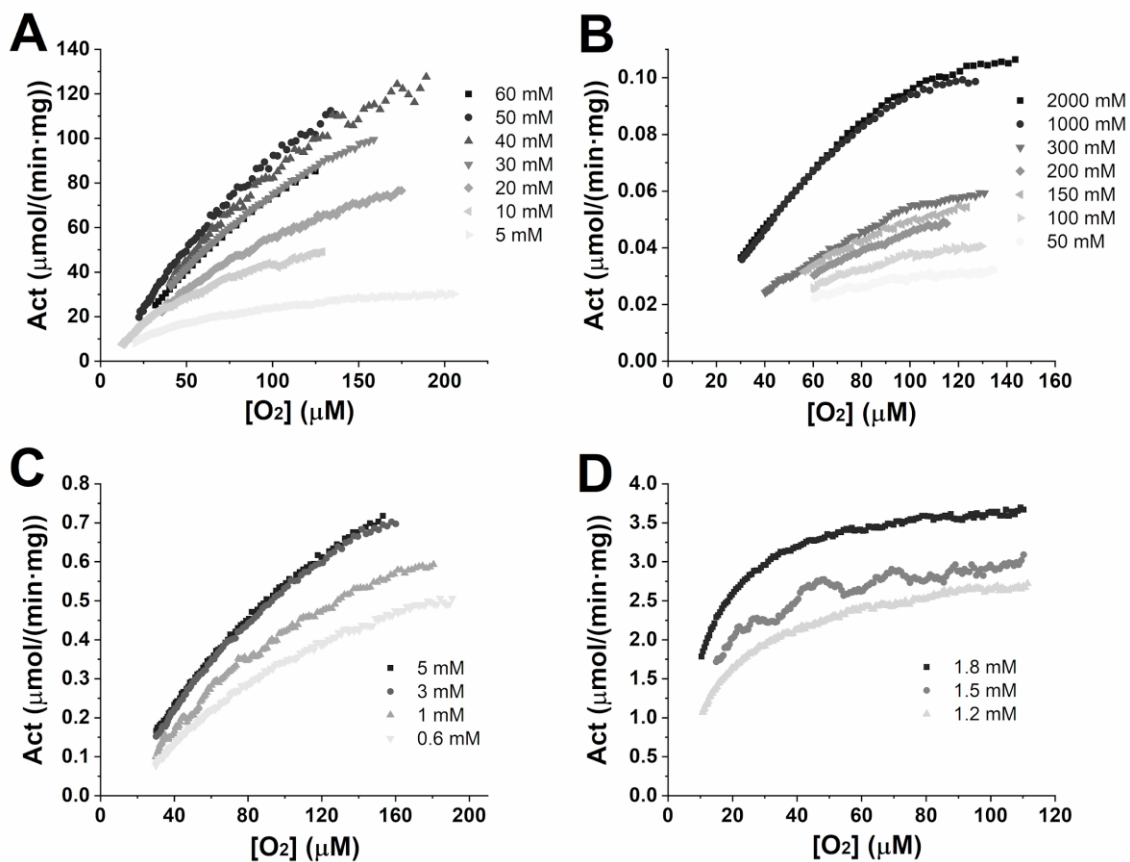 A
Act (μmol/(min·mg))
140
120
100
80
60
40
20
0
0 50 100 150 200
[O₂] (μM)
60 mM
50 mM
40 mM
30 mM
20 mM
10 mM
5 mM
B
Act (μmol/(min·mg))
0.10
0.08
0.06
0.04
0.02
0.00
0 20 40 60 80 100 120 140 160
[O₂] (μM)
2000 mM
1000 mM
300 mM
200 mM
150 mM
100 mM
50 mM
C
Act (μmol/(min·mg))
0.8
0.7
0.6
0.5
0.4
0.3
0.2
0.1
0.0
0 40 80 120 160 200
[O₂] (μM)
5 mM
3 mM
1 mM
0.6 mM
D
Act (μmol/(min·mg))
4.0
3.5
3.0
2.5
2.0
1.5
1.0
0.5
0.0
0 20 40 60 80 100 120
[O₂] (μM)
1.8 mM
1.5 mM
1.2 mM